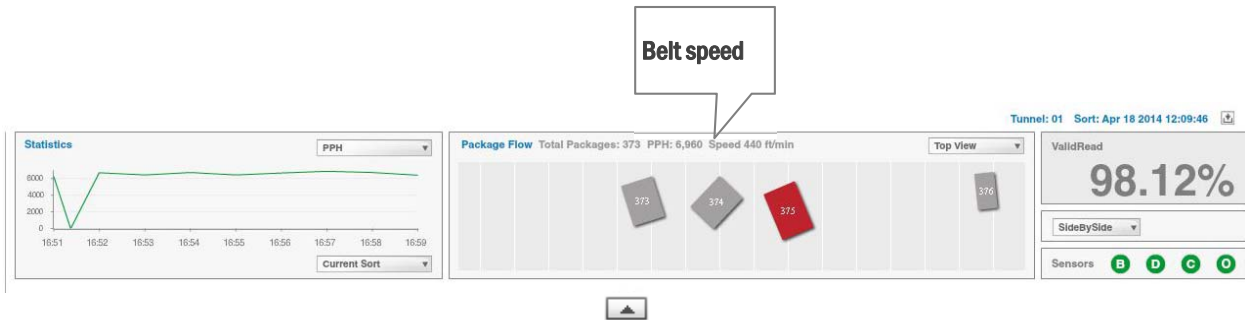 Belt speed
Tunnel: 01 Sort: Apr 18 2014 12:09:46
Statistics
PPH
8000
4000
2000
0
16:51 16:52 16:53 16:54 16:55 16:56 16:57 16:58 16:59
Current Sort
Package Flow Total Packages: 373 PPH: 6,960 Speed 440 ft/min
Top View
373
374
375
376
ValidRead
98.12%
SideBySide
Sensors B D C O